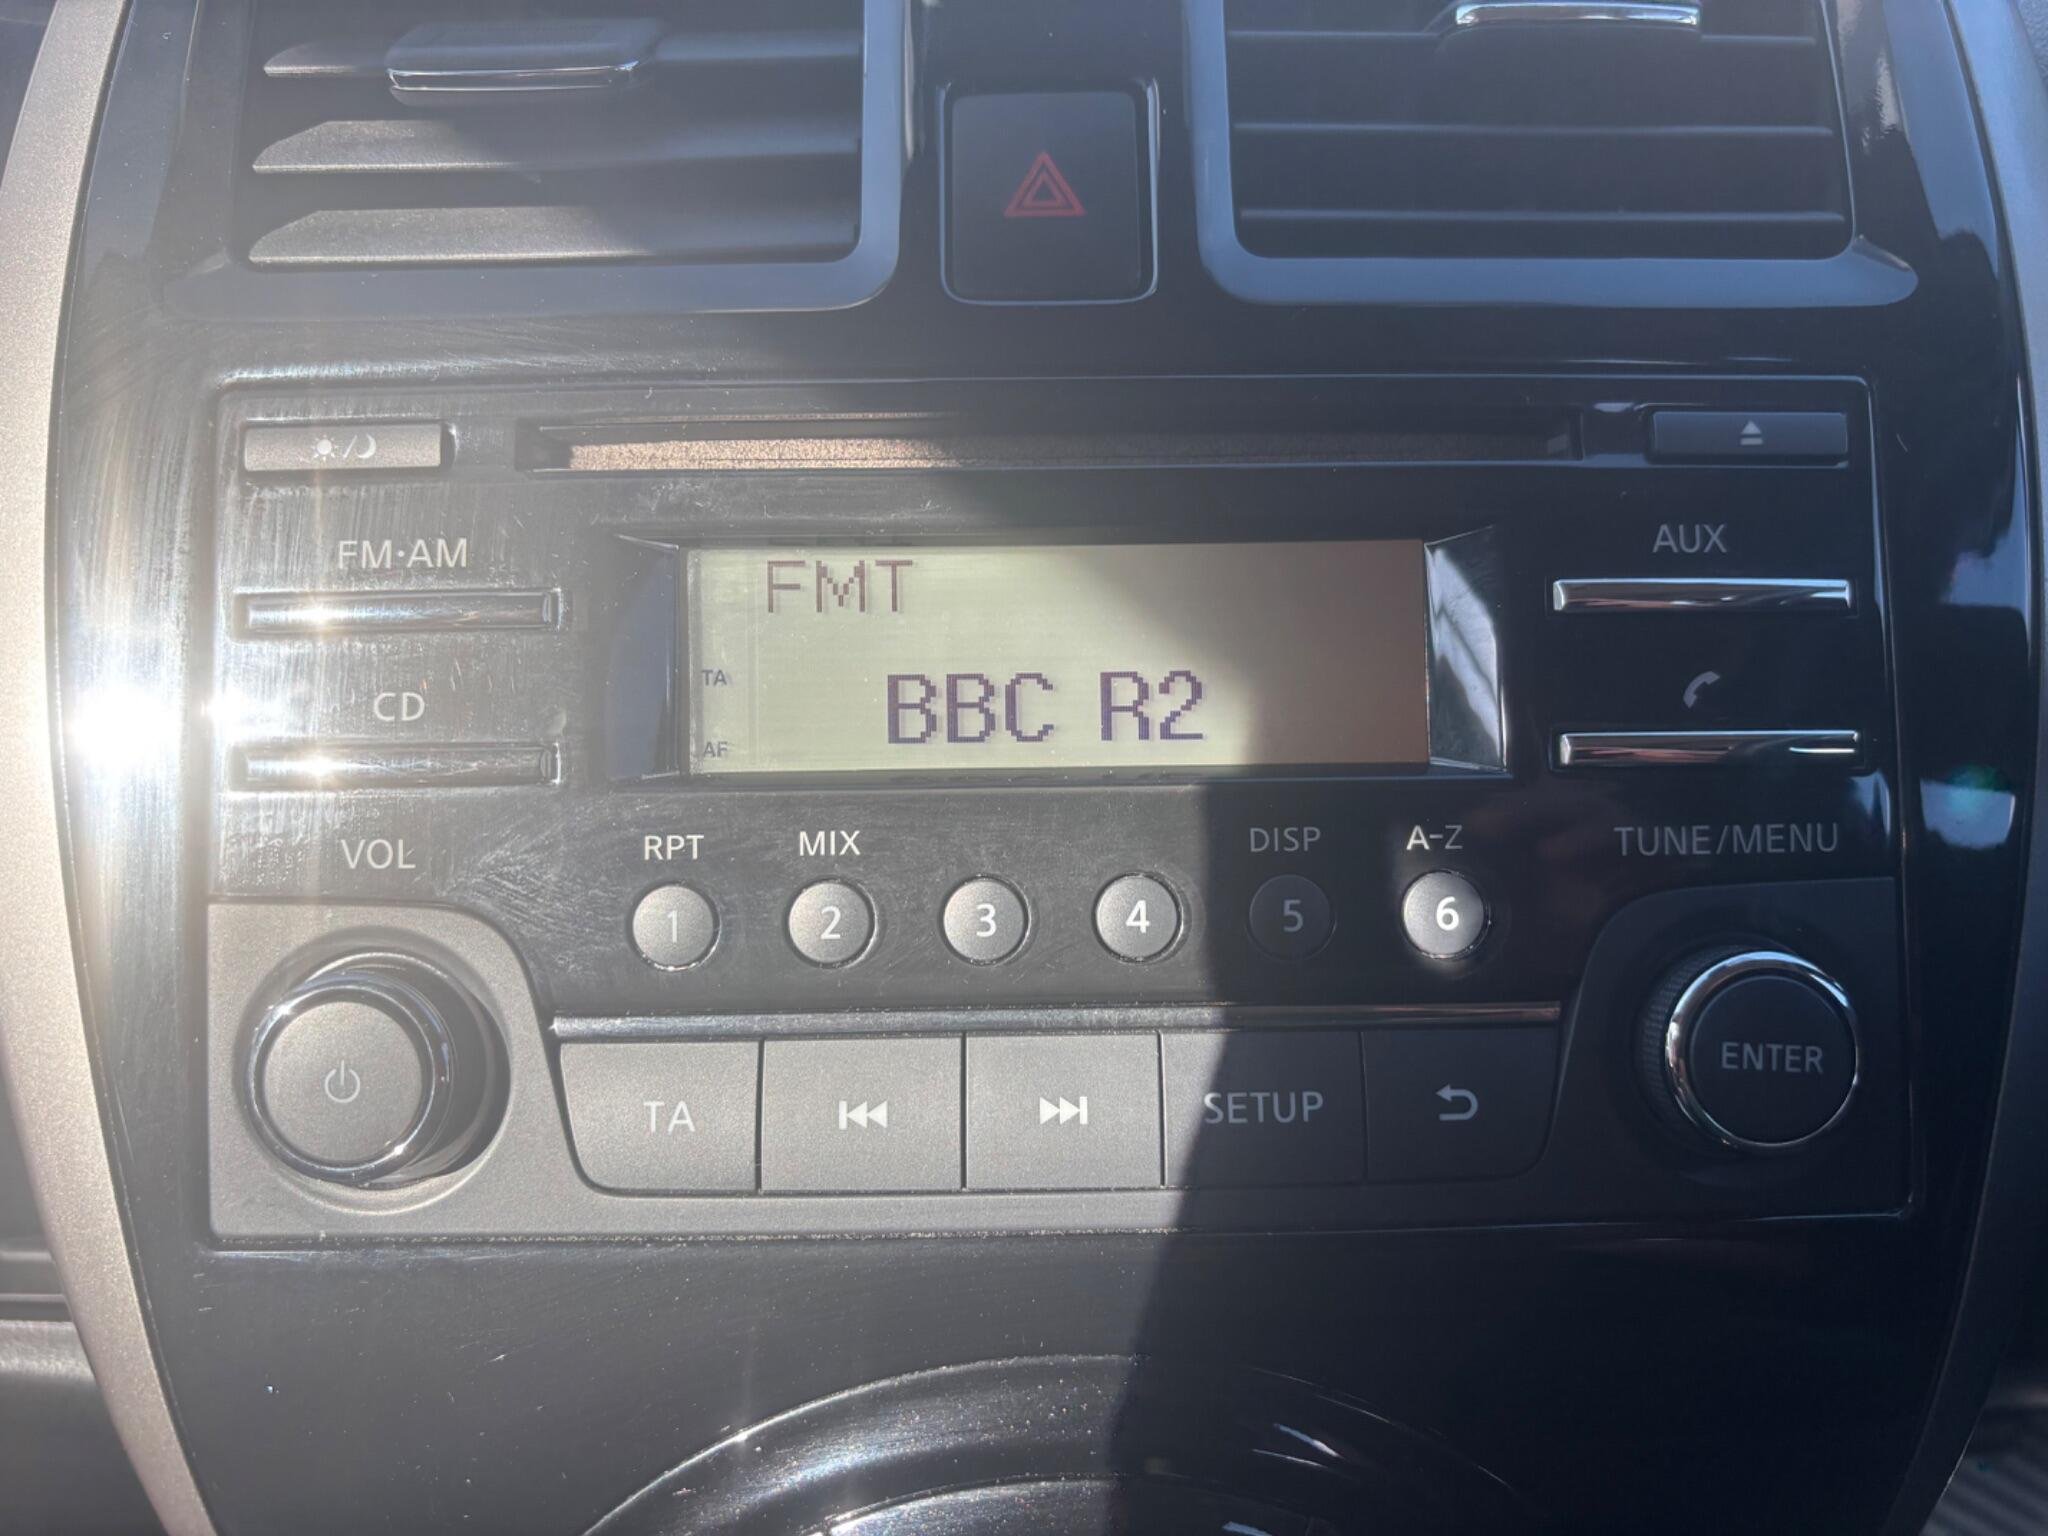 FM·AM
AUX
FMT
TA
BBC R2
AF
CD
VOL
RPT
MIX
DISP
A-Z
TUNE/MENU
1
2
3
4
5
6
TA
SETUP
ENTER